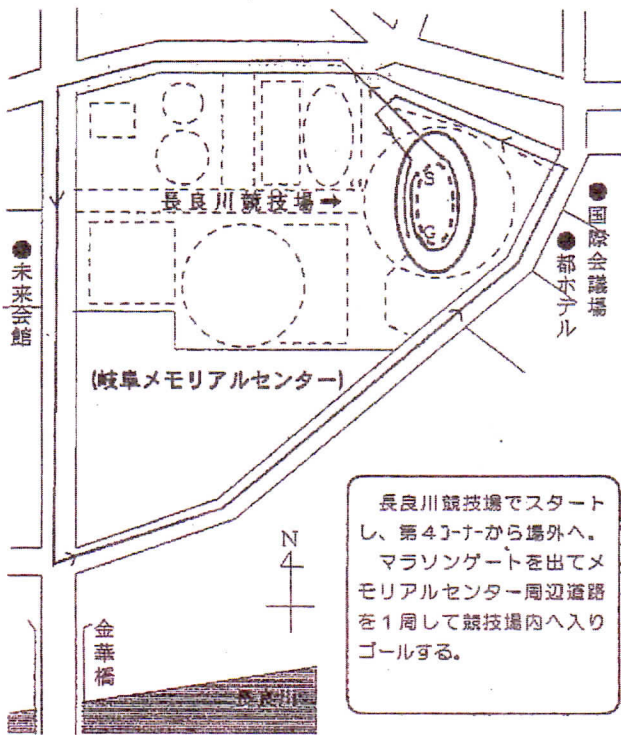 長良川競技場→
S
G
●国際会議場
●都ホテル
●未来会館
(岐阜メモリアルセンター)
N
金華橋
長良川
長良川競技場でスタート
し、第4コーナーから場外へ。
マラソンゲートを出てメ
モリアルセンター周辺道路
を1周して競技場内へ入り
ゴールする。